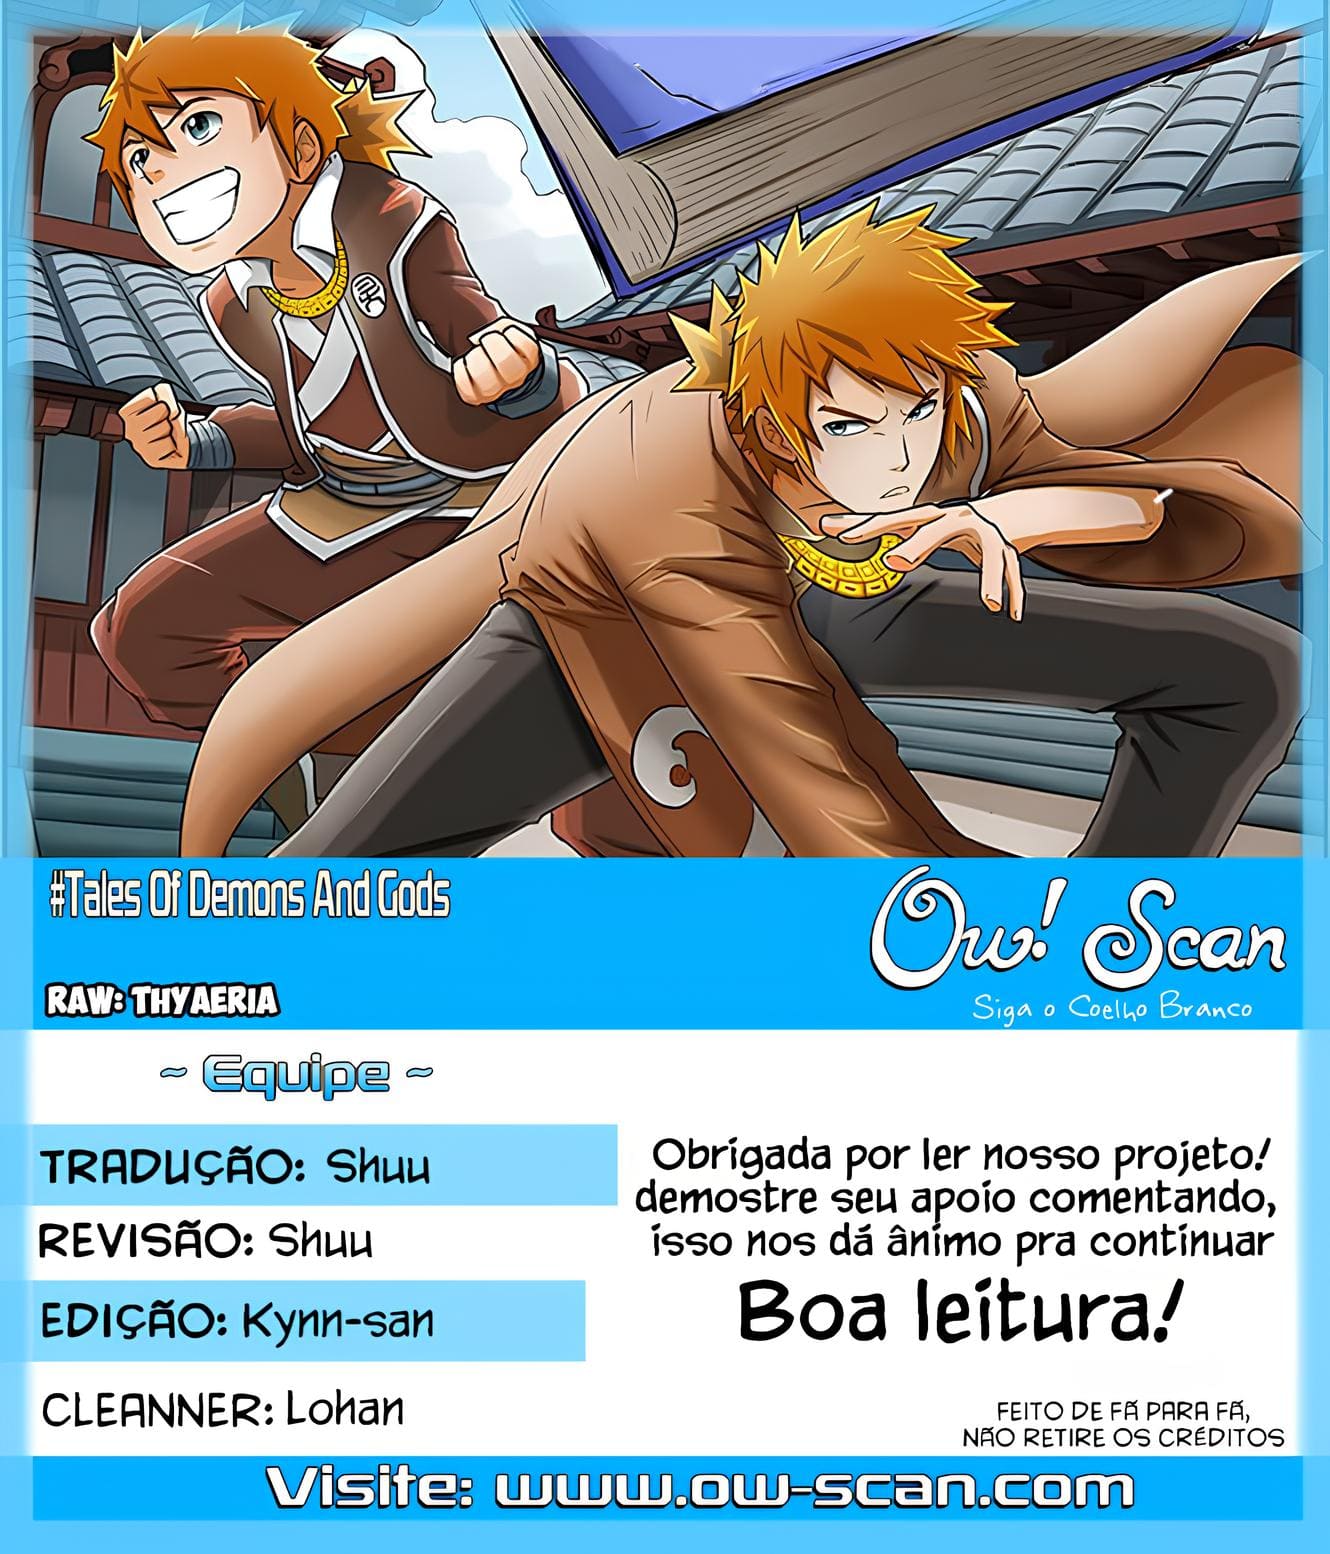 #Tales Of Demons And Gods
RAW: THYAERIA
Ow! Scan
Siga o Coelho Branco
~ Equipe ~
TRADUÇÃO: Shuu
REVISÃO: Shuu
EDIÇÃO: Kynn-san
CLEANNER: Lohan
Obrigada por ler nosso projeto!
demostre seu apoio comentando,
isso nos dá ânimo pra continuar
Boa leitura!
FEITO DE FÃ PARA FÃ,
NÃO RETIRE OS CRÉDITOS
Visite: www.ow-scan.com